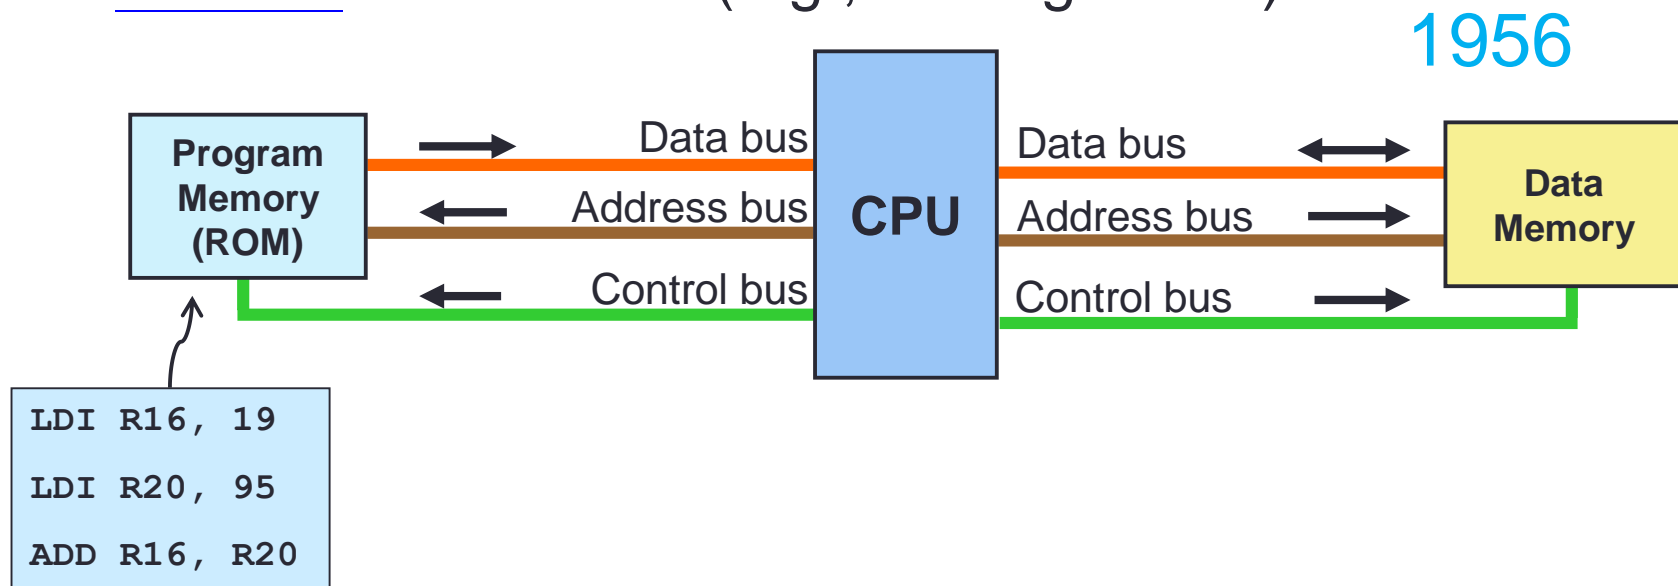 1956
Program
Memory
(ROM)
Data bus
Address bus
Control bus
CPU
Data bus
Address bus
Control bus
Data
Memory
LDI R16, 19
LDI R20, 95
ADD R16, R20